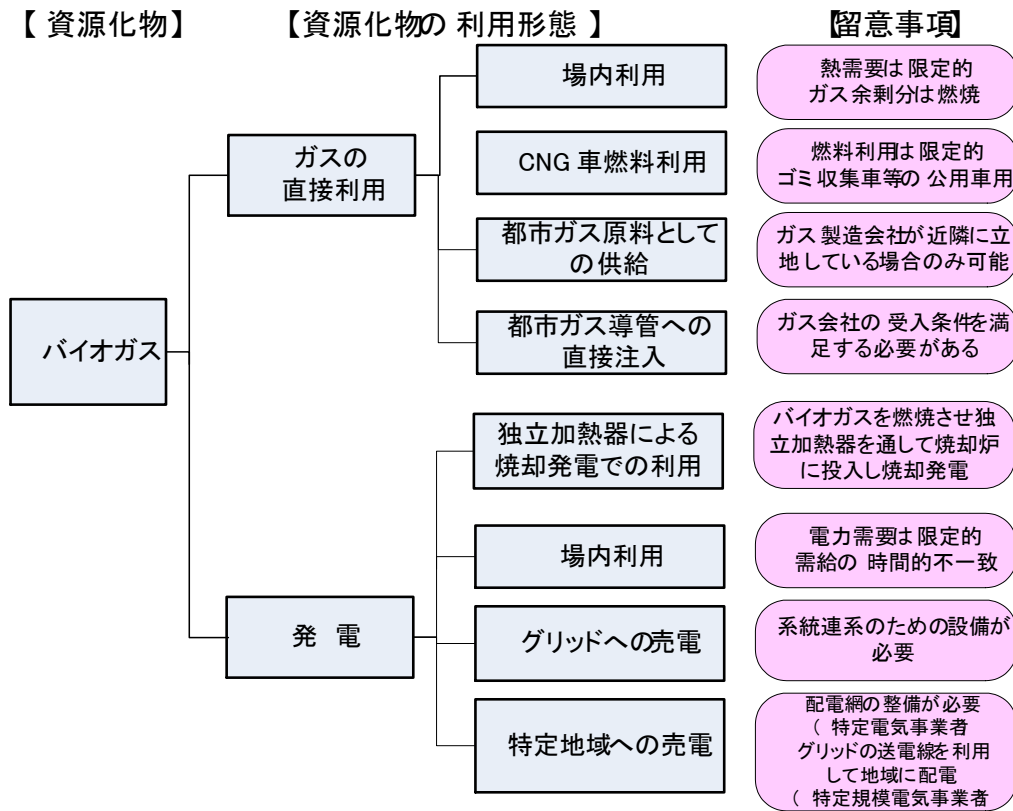 【 資源化物】 【資源化物の 利用形態 】 【留意事項】
場内利用
熱需要は 限定的
ガス 余剰分は 燃焼
ガスの
直接利用
CNG 車燃料利用
燃料利用は 限定的
ゴミ 収集車等の 公用車用
都市ガス原料として
の供給
ガス 製造会社が近隣に立
地している場合のみ可能
バイオガス
都市ガス導管への
直接注入
ガス会社の 受入条件を満
足する必要がある
独立加熱器による
焼却発電での利用
バイオガスを燃焼させ独
立加熱器を通して焼却炉
に投入し焼却発電
場内利用
電力需要は 限定的
需給の 時間的不一致
発 電
グリッドへの売電
系統連系のための設備が
必要
特定地域への売電
配電網の整備が必要
( 特定電気事業者
グリッドの送電線を利用
して地域に配電
( 特定規模電気事業者